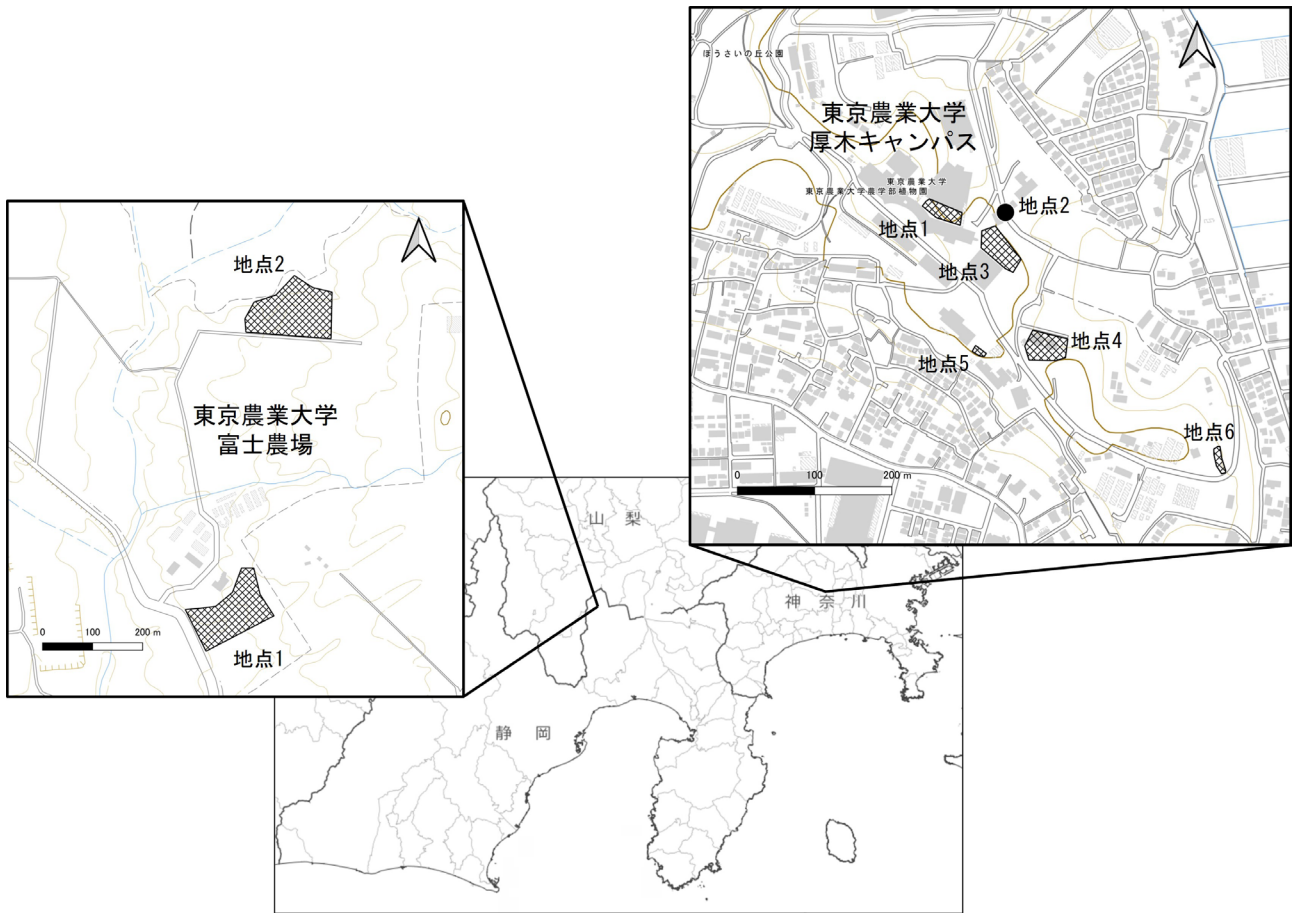 ぼうさいの丘公園
東京農業大学
厚木キャンパス
東京農業大学
東京農業大学農学部植物園
地点1
地点2
地点3
地点4
地点5
地点6
0 100 200 m
地点2
東京農業大学
富士農場
0 100 200 m
地点1
山梨
神奈川
静岡